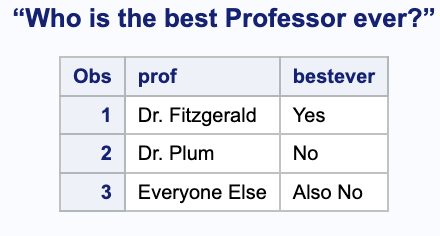 “Who is the best Professor ever?”
Obs prof bestever
1 Dr. Fitzgerald Yes
2 Dr. Plum No
3 Everyone Else Also No